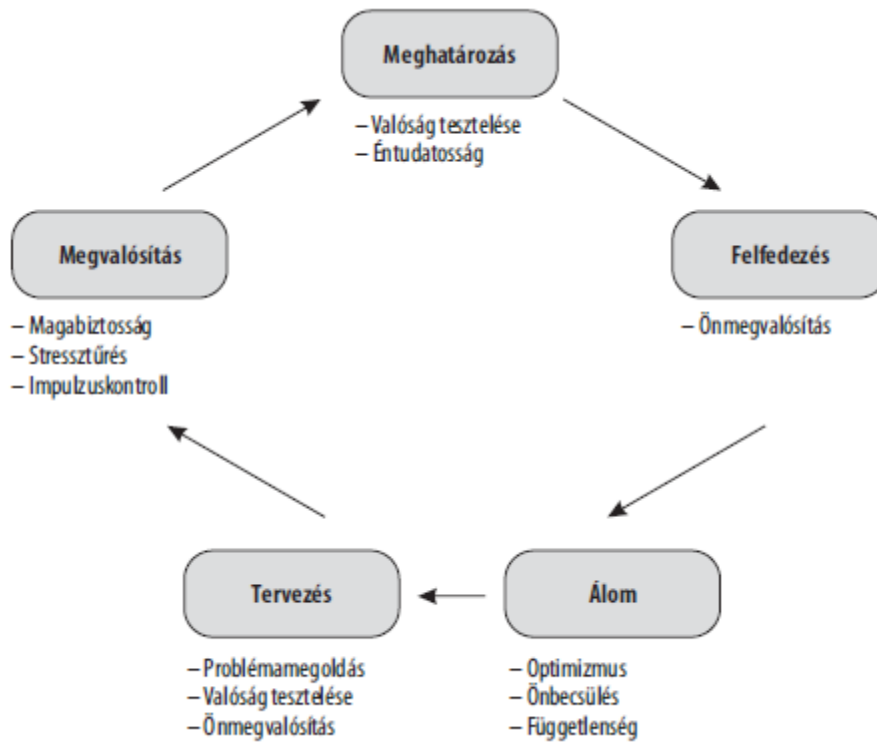 Meghatározás
– Valóság tesztelése
– Éntudatosság
Felfedezés
– Önmegvalósítás
Álom
– Optimizmus
– Önbecsülés
– Függetlenség
Tervezés
– Problémamegoldás
– Valóság tesztelése
– Önmegvalósítás
Megvalósítás
– Magabiztosság
– Stressztűrés
– Impulzuskontroll